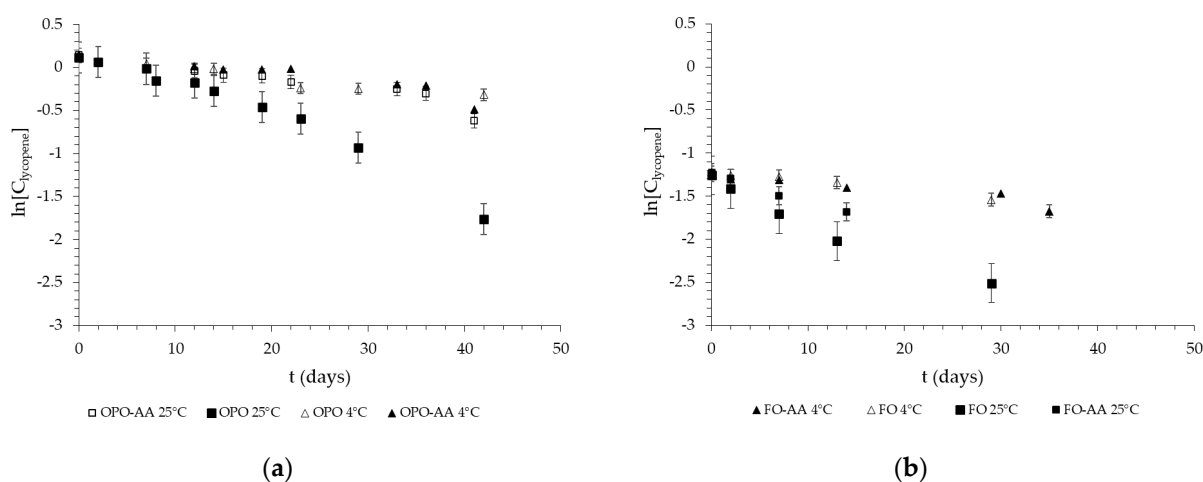 0.5
0
-0.5
-1
-1.5
-2
-2.5
-3
ln[C_lycopene]
0 10 20 30 40 50
t (days)
OPO-AA 25°C OPO 25°C OPO 4°C OPO-AA 4°C
(a)
0.5
0
-0.5
-1
-1.5
-2
-2.5
-3
ln[C_lycopene]
0 10 20 30 40 50
t (days)
FO-AA 4°C FO 4°C FO 25°C FO-AA 25°C
(b)